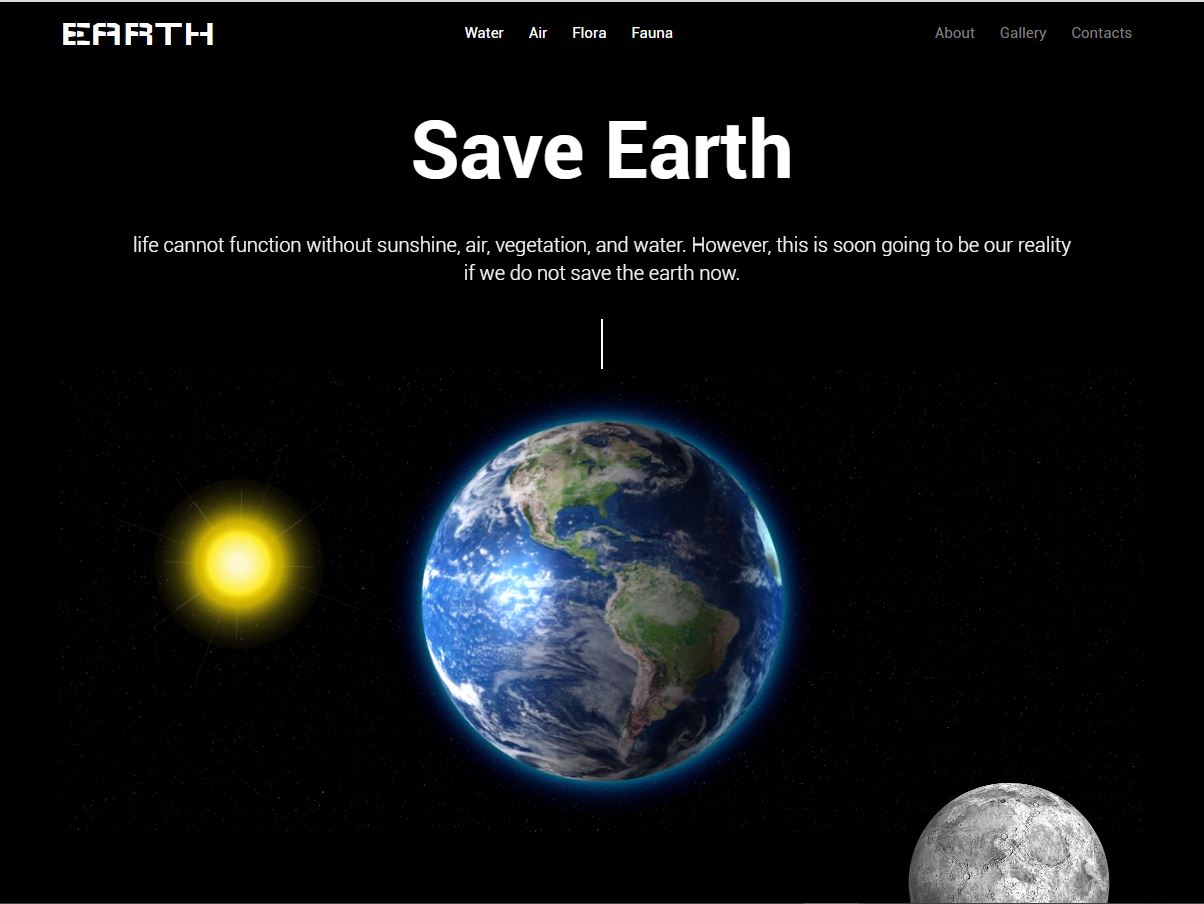 EARTH
Water Air Flora Fauna
About Gallery Contacts
Save Earth
life cannot function without sunshine, air, vegetation, and water. However, this is soon going to be our reality
if we do not save the earth now.